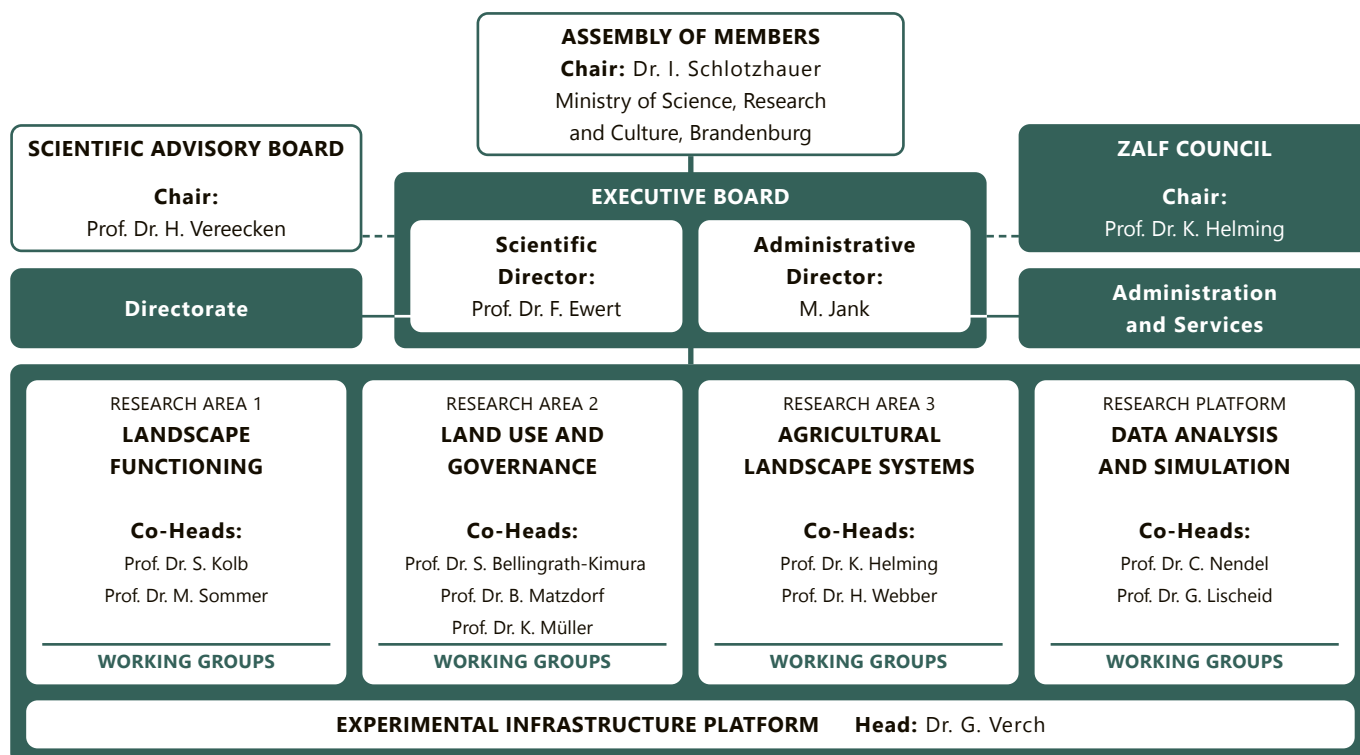 ASSEMBLY OF MEMBERS
Chair: Dr. I. Schlotzhauer
Ministry of Science, Research
and Culture, Brandenburg
SCIENTIFIC ADVISORY BOARD
Chair:
Prof. Dr. H. Vereecken
ZALF COUNCIL
Chair:
Prof. Dr. K. Helming
EXECUTIVE BOARD
Scientific
Director:
Prof. Dr. F. Ewert
Administrative
Director:
M. Jank
Directorate
Administration
and Services
RESEARCH AREA 1
LANDSCAPE
FUNCTIONING
Co-Heads:
Prof. Dr. S. Kolb
Prof. Dr. M. Sommer
WORKING GROUPS
RESEARCH AREA 2
LAND USE AND
GOVERNANCE
Co-Heads:
Prof. Dr. S. Bellingrath-Kimura
Prof. Dr. B. Matzdorf
Prof. Dr. K. Müller
WORKING GROUPS
RESEARCH AREA 3
AGRICULTURAL
LANDSCAPE SYSTEMS
Co-Heads:
Prof. Dr. K. Helming
Prof. Dr. H. Webber
WORKING GROUPS
RESEARCH PLATFORM
DATA ANALYSIS
AND SIMULATION
Co-Heads:
Prof. Dr. C. Nendel
Prof. Dr. G. Lischeid
WORKING GROUPS
EXPERIMENTAL INFRASTRUCTURE PLATFORM Head: Dr. G. Verch